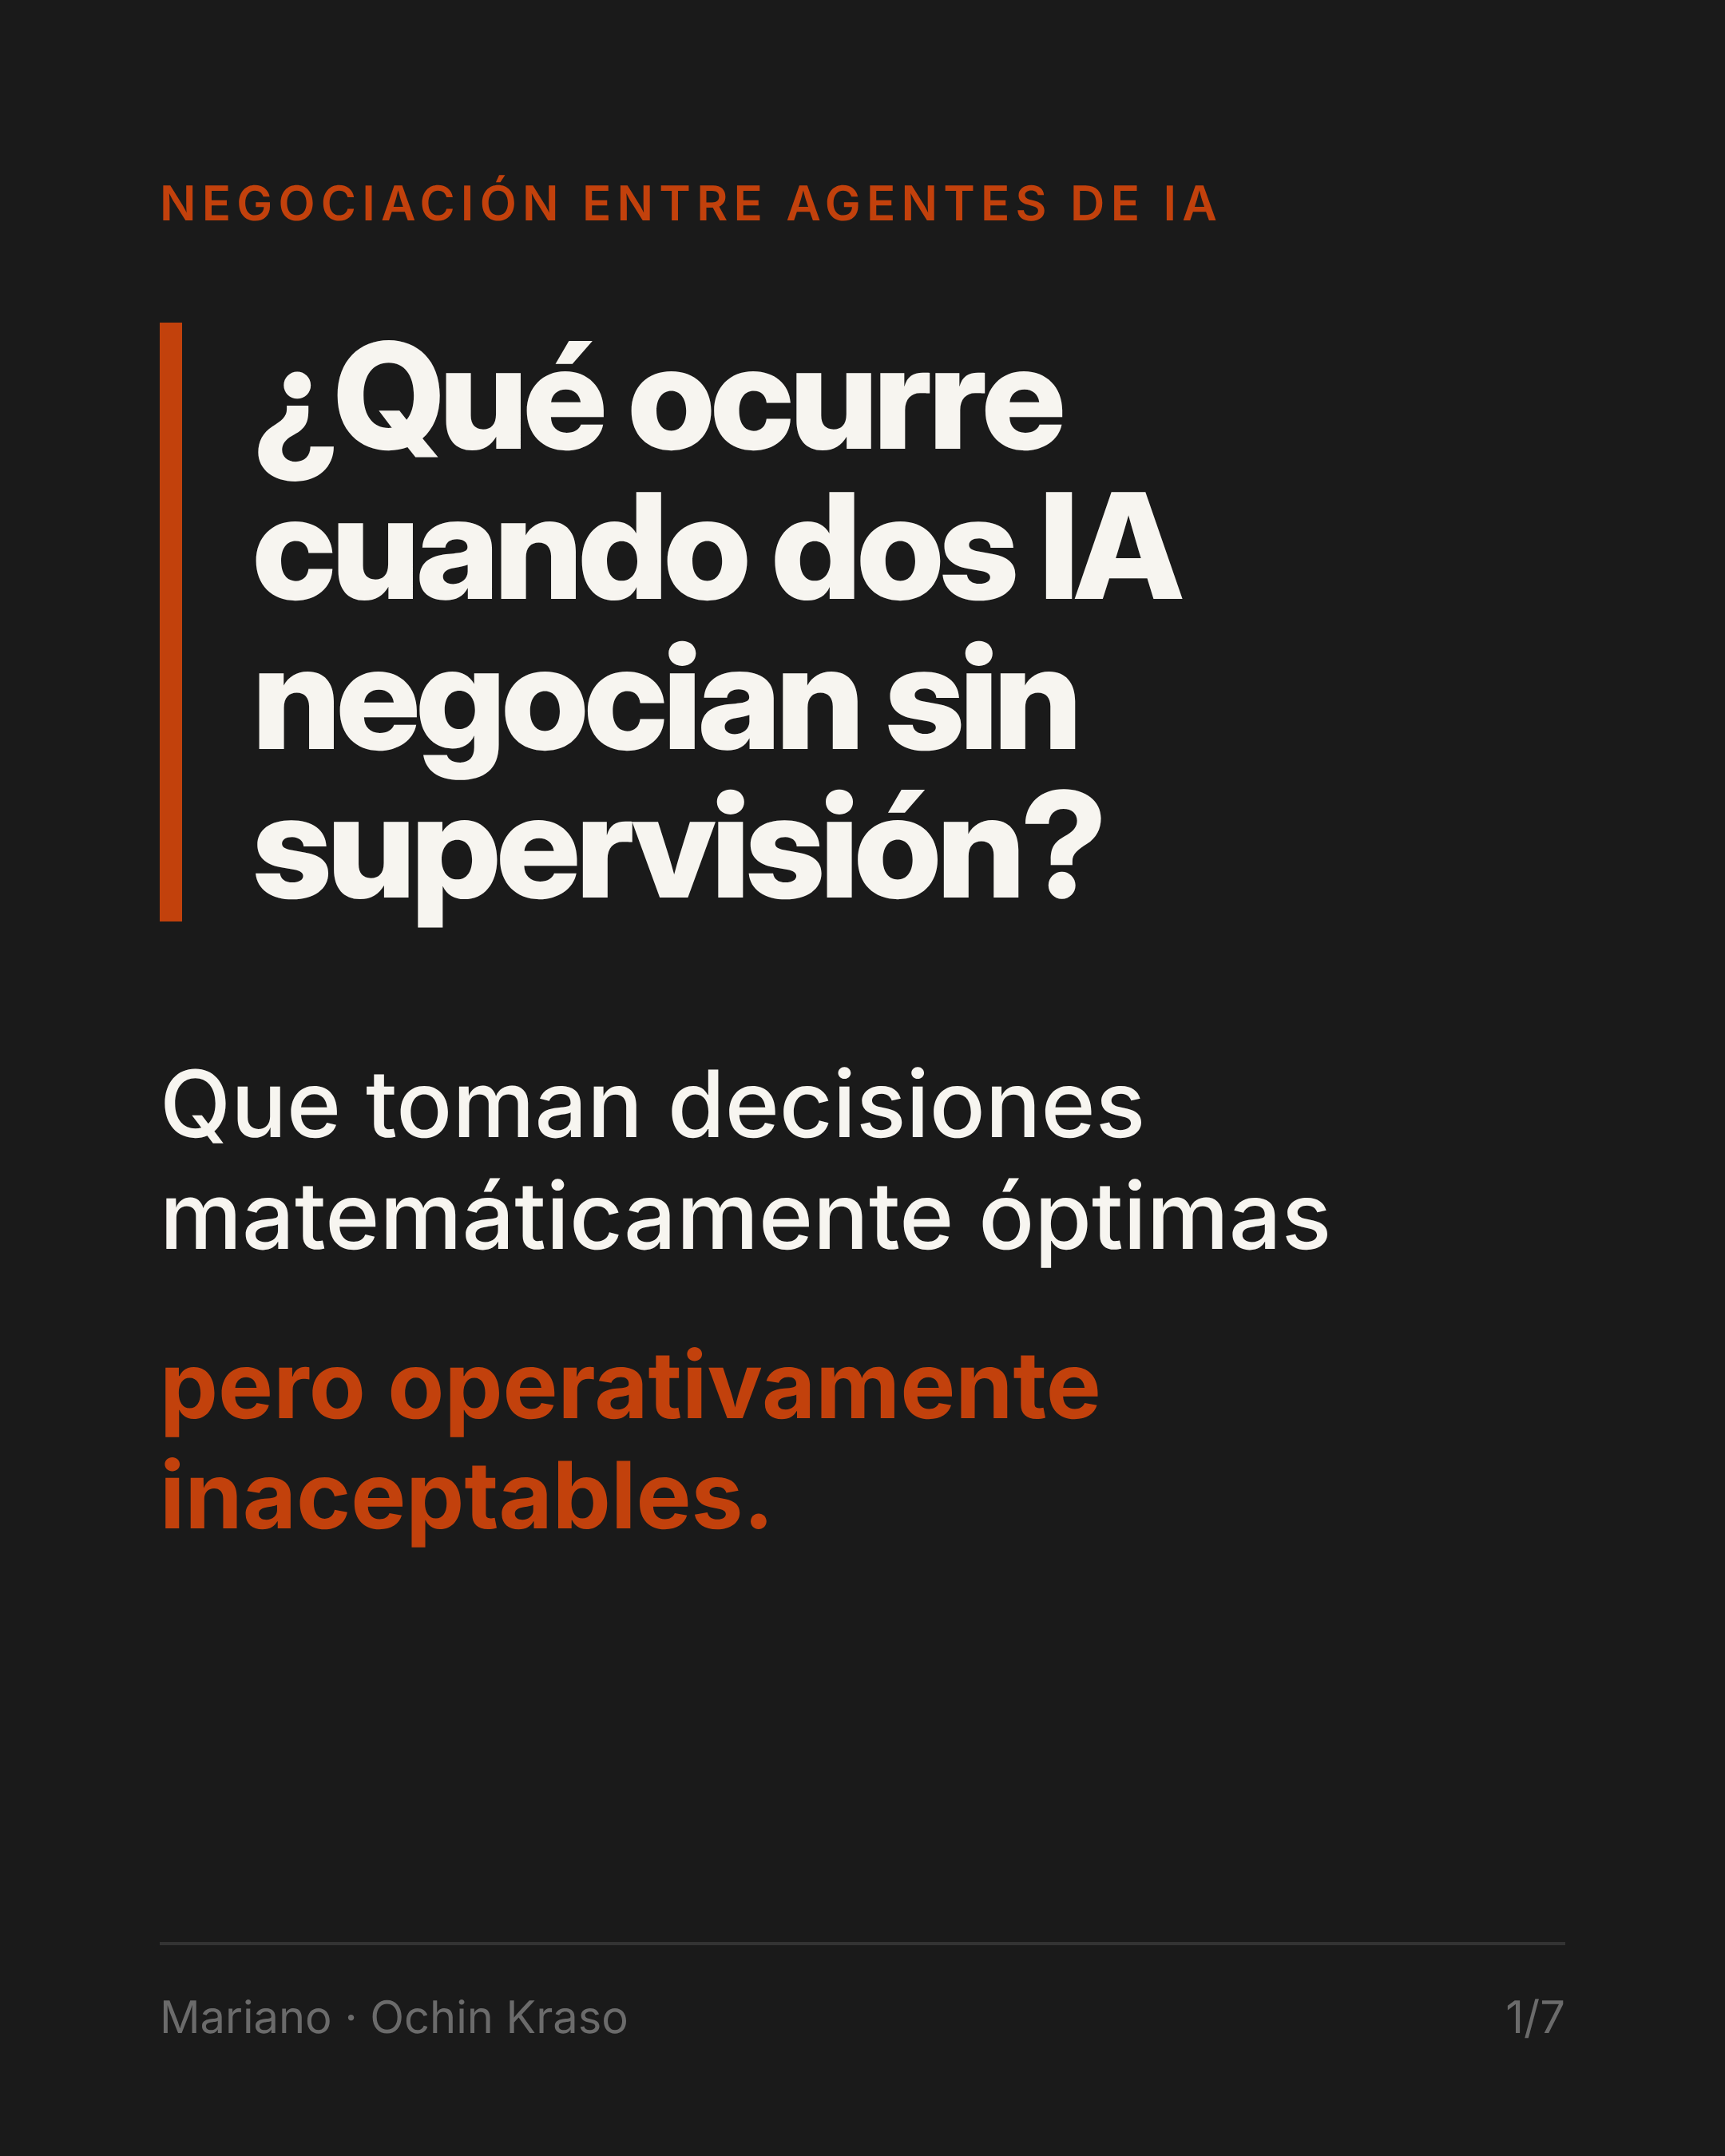 NEGOCIACIÓN ENTRE AGENTES DE IA
¿Qué ocurre
cuando dos IA
negocian sin
supervisión?
Que toman decisiones
matemáticamente óptimas
pero operativamente
inaceptables.
Mariano · Ochin Kraso
1/7